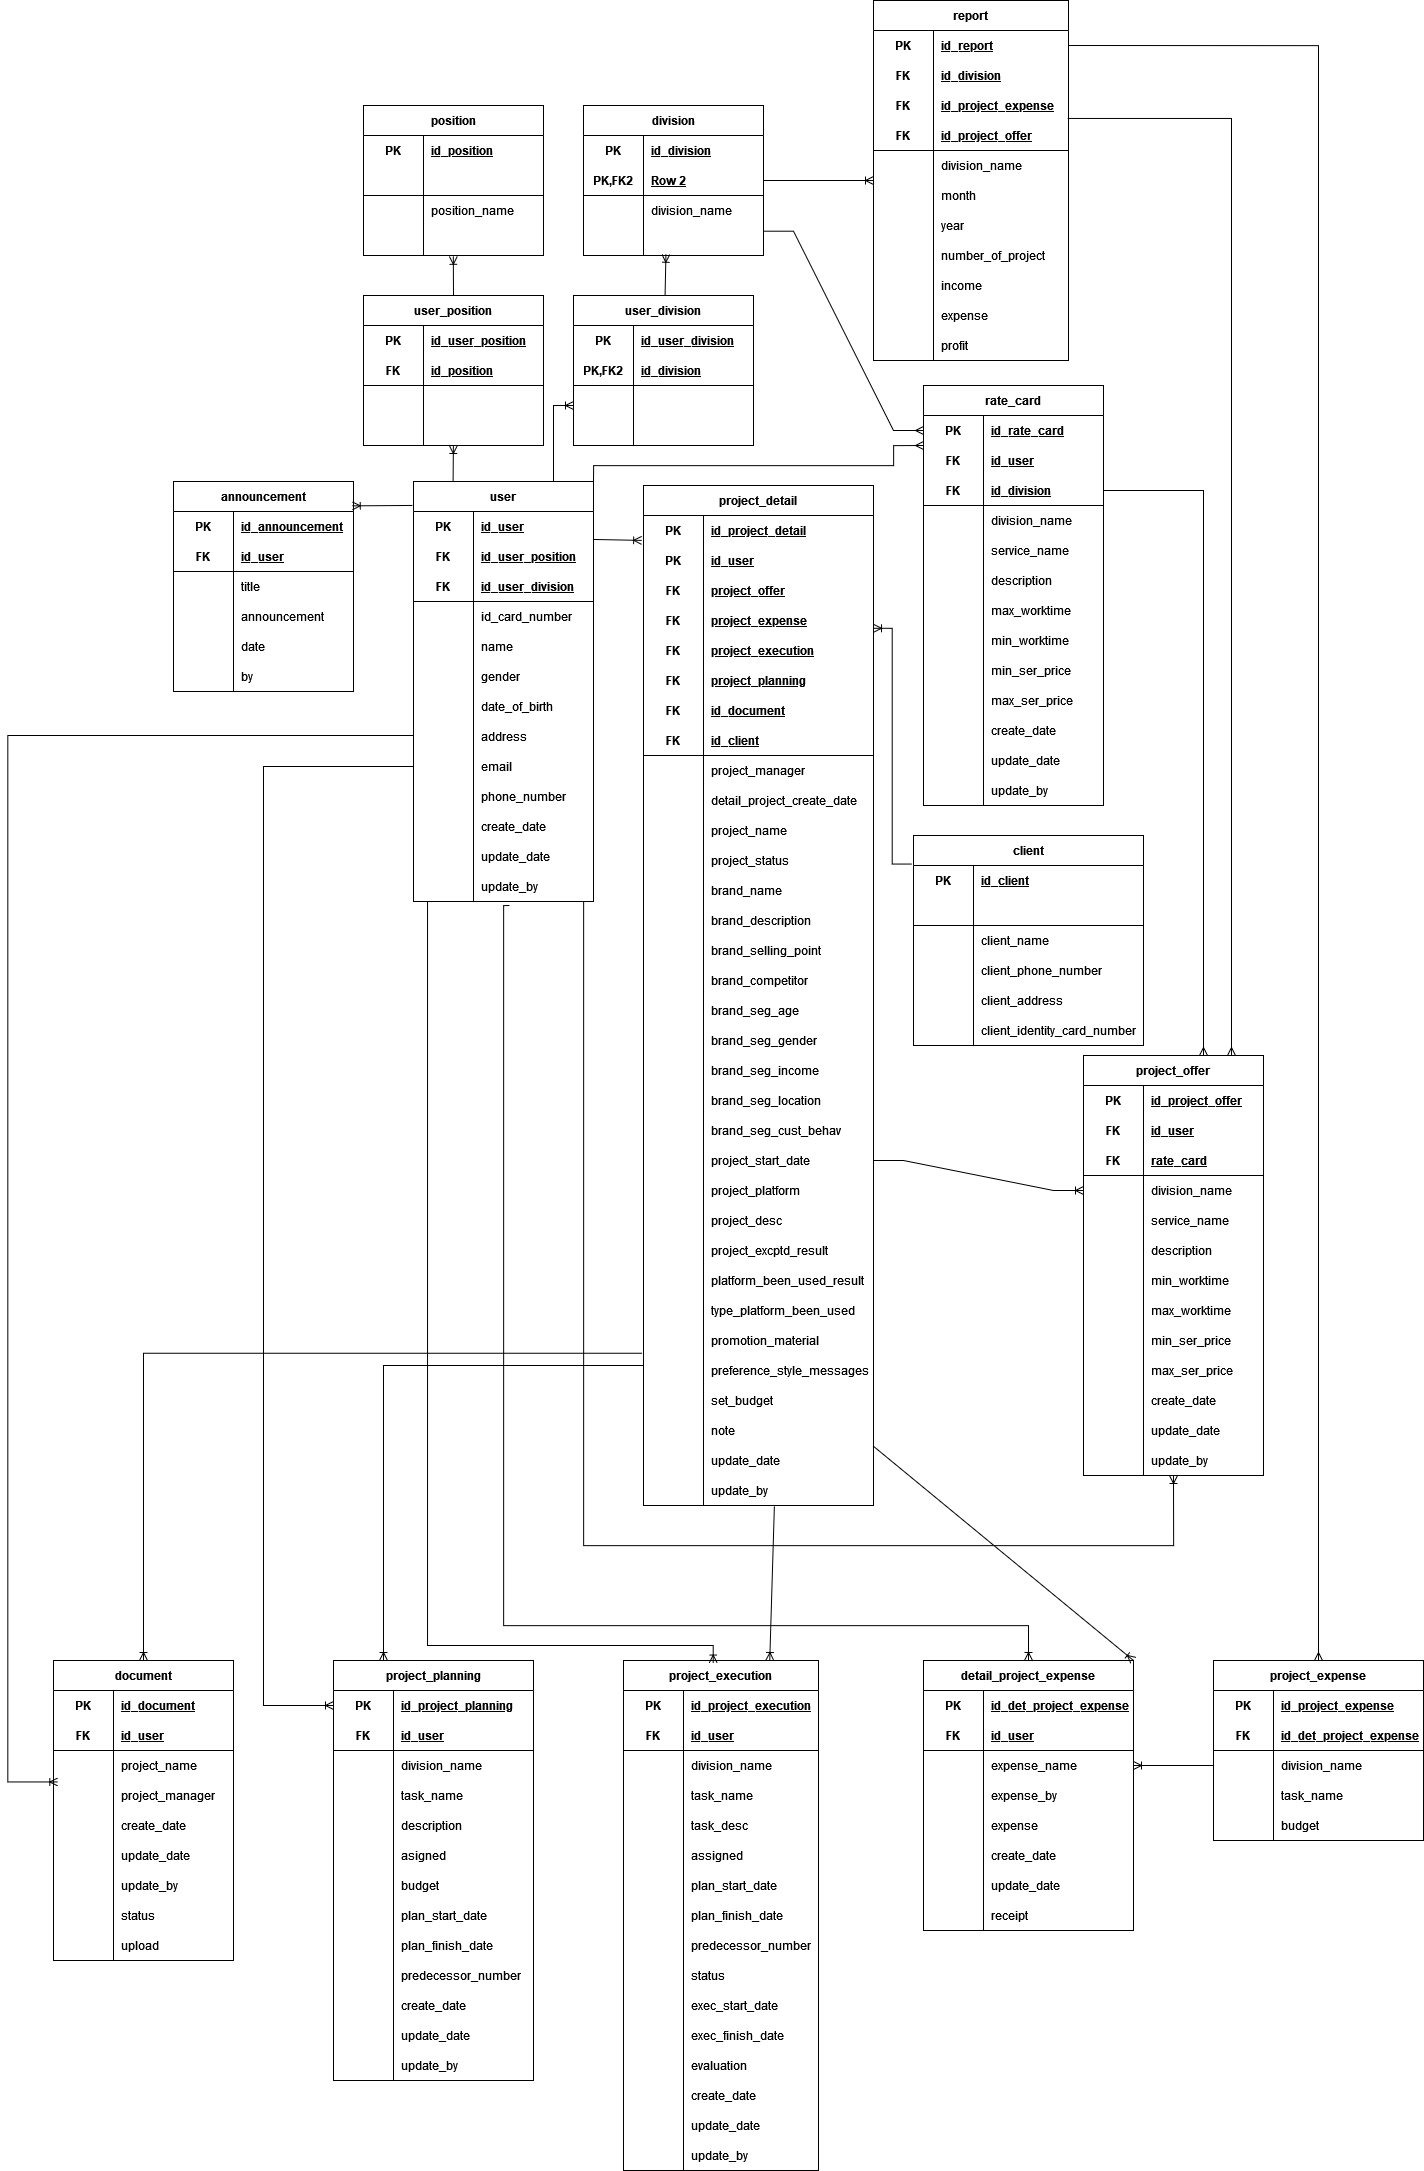 report
PK id_report
FK id_division
FK id_project_expense
FK id_project_offer
division_name
month
year
number_of_project
income
expense
profit
position
PK id_position
position_name
division
PK id_division
PK,FK2 Row 2
division_name
user_position
PK id_user_position
FK id_position
user_division
PK id_user_division
PK,FK2 id_division
rate_card
PK id_rate_card
FK id_user
FK id_division
division_name
service_name
description
max_worktime
min_worktime
min_ser_price
max_ser_price
create_date
update_date
update_by
announcement
PK id_announcement
FK id_user
title
announcement
date
by
user
PK id_user
FK id_user_position
FK id_user_division
id_card_number
name
gender
date_of_birth
address
email
phone_number
create_date
update_date
update_by
project_detail
PK id_project_detail
PK id_user
FK project_offer
FK project_expense
FK project_execution
FK project_planning
FK id_document
FK id_client
project_manager
detail_project_create_date
project_name
project_status
brand_name
brand_description
brand_selling_point
brand_competitor
brand_seg_age
brand_seg_gender
brand_seg_income
brand_seg_location
brand_seg_cust_behav
project_start_date
project_platform
project_desc
project_excptd_result
platform_been_used_result
type_platform_been_used
promotion_material
preference_style_messages
set_budget
note
update_date
update_by
client
PK id_client
client_name
client_phone_number
client_address
client_identity_card_number
project_offer
PK id_project_offer
FK id_user
FK rate_card
division_name
service_name
description
min_worktime
max_worktime
min_ser_price
max_ser_price
create_date
update_date
update_by
document
PK id_document
FK id_user
project_name
project_manager
create_date
update_date
update_by
status
upload
project_planning
PK id_project_planning
FK id_user
division_name
task_name
description
asigned
budget
plan_start_date
plan_finish_date
predecessor_number
create_date
update_date
update_by
project_execution
PK id_project_execution
FK id_user
division_name
task_name
task_desc
assigned
plan_start_date
plan_finish_date
predecessor_number
status
exec_start_date
exec_finish_date
evaluation
create_date
update_date
update_by
detail_project_expense
PK id_det_project_expense
FK id_user
expense_name
expense_by
expense
create_date
update_date
receipt
project_expense
PK id_project_expense
FK id_det_project_expense
division_name
task_name
budget